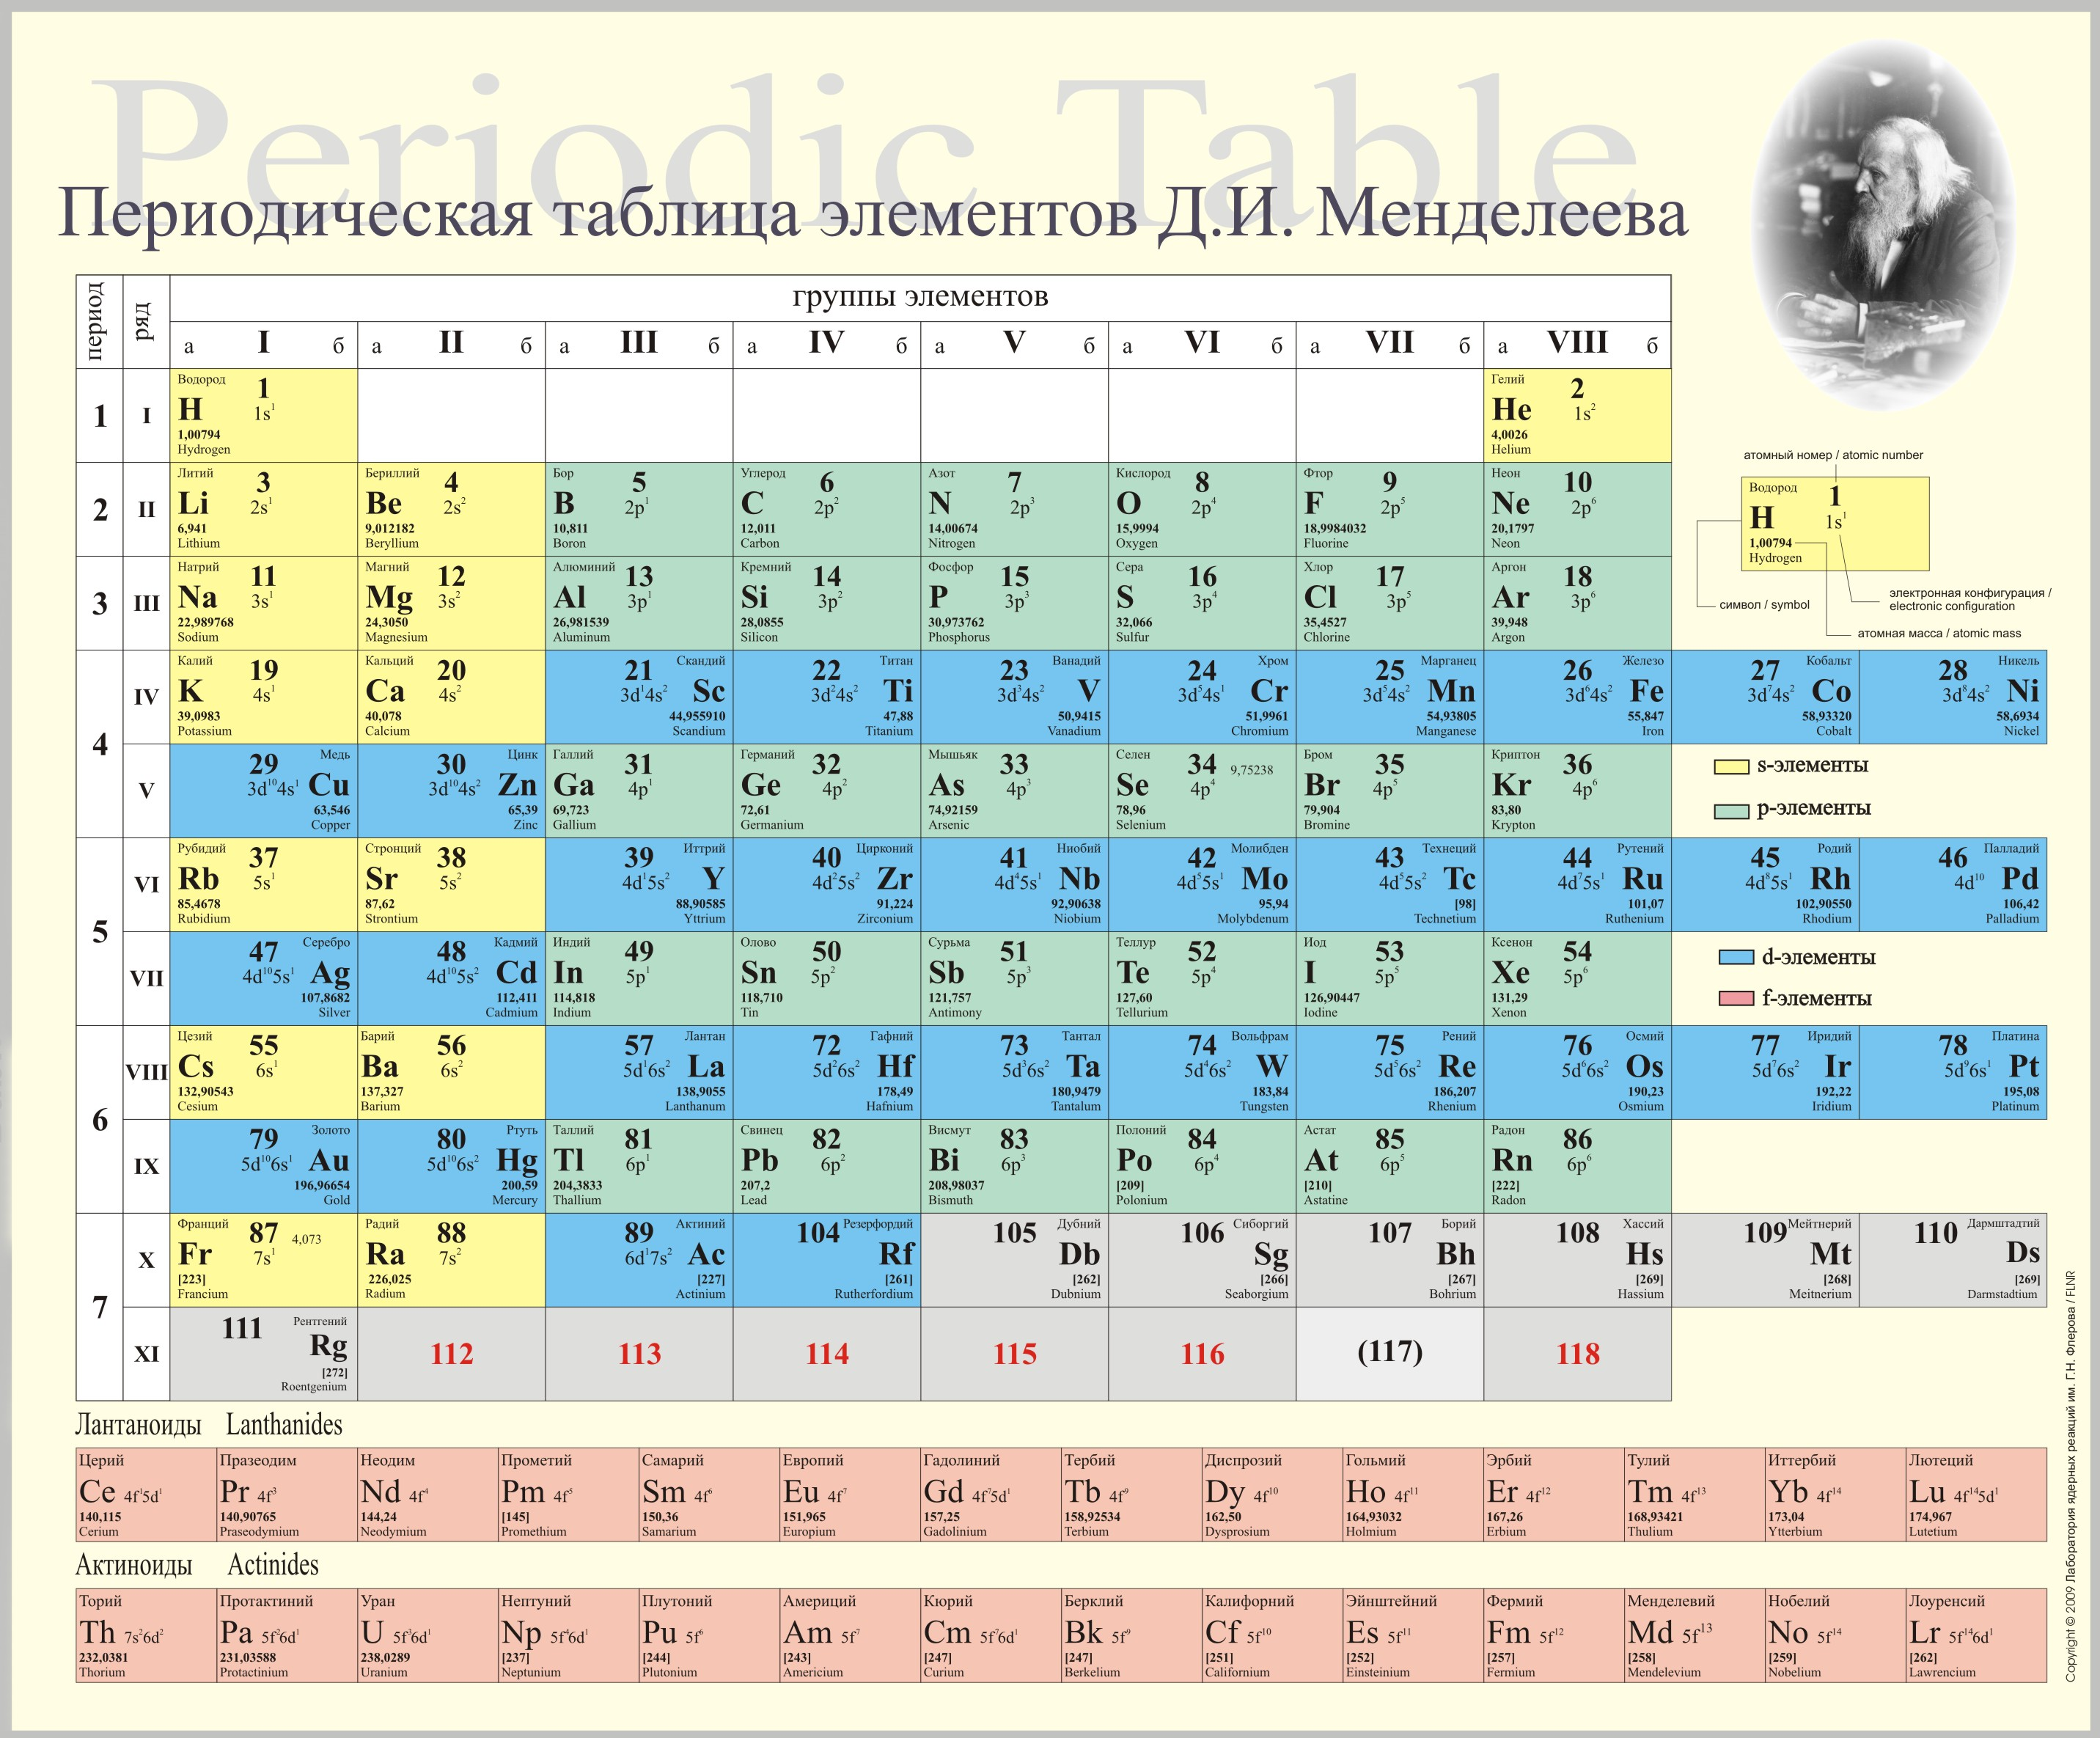 Periodic Table
Периодическая таблица элементов Д.И. Менделеева
период ряд группы элементов
а I б а II б а III б а IV б а V б а VI б а VII б а VIII б
1 I
Водород 1 H 1s¹ 1,00794 Hydrogen
Гелий 2 He 1s² 4,0026 Helium
2 II
Литий 3 Li 2s¹ 6,941 Lithium
Бериллий 4 Be 2s² 9,012182 Beryllium
Бор 5 B 2p¹ 10,811 Boron
Углерод 6 C 2p² 12,011 Carbon
Азот 7 N 2p³ 14,00674 Nitrogen
Кислород 8 O 2p⁴ 15,9994 Oxygen
Фтор 9 F 2p⁵ 18,9984032 Fluorine
Неон 10 Ne 2p⁶ 20,1797 Neon
3 III
Натрий 11 Na 3s¹ 22,989768 Sodium
Магний 12 Mg 3s² 24,3050 Magnesium
Алюминий 13 Al 3p¹ 26,981539 Aluminum
Кремний 14 Si 3p² 28,0855 Silicon
Фосфор 15 P 3p³ 30,973762 Phosphorus
Сера 16 S 3p⁴ 32,066 Sulfur
Хлор 17 Cl 3p⁵ 35,4527 Chlorine
Аргон 18 Ar 3p⁶ 39,948 Argon
4 IV
Калий 19 K 4s¹ 39,0983 Potassium
Кальций 20 Ca 4s² 40,078 Calcium
21 Скандий 3d¹4s² Sc 44,955910 Scandium
22 Титан 3d²4s² Ti 47,88 Titanium
23 Ванадий 3d³4s² V 50,9415 Vanadium
24 Хром 3d⁵4s¹ Cr 51,9961 Chromium
25 Марганец 3d⁵4s² Mn 54,93805 Manganese
26 Железо 3d⁶4s² Fe 55,847 Iron
27 Кобальт 3d⁷4s² Co 58,93320 Cobalt
28 Никель 3d⁸4s² Ni 58,6934 Nickel
V
29 Медь 3d¹⁰4s¹ Cu 63,546 Copper
30 Цинк 3d¹⁰4s² Zn 65,39 Zinc
Галлий 31 Ga 4p¹ 69,723 Gallium
Германий 32 Ge 4p² 72,61 Germanium
Мышьяк 33 As 4p³ 74,92159 Arsenic
Селен 34 9,75238 Se 4p⁴ 78,96 Selenium
Бром 35 Br 4p⁵ 79,904 Bromine
Криптон 36 Kr 4p⁶ 83,80 Krypton
5 VI
Рубидий 37 Rb 5s¹ 85,4678 Rubidium
Стронций 38 Sr 5s² 87,62 Strontium
39 Иттрий 4d¹5s² Y 88,90585 Yttrium
40 Цирконий 4d²5s² Zr 91,224 Zirconium
41 Ниобий 4d⁴5s¹ Nb 92,90638 Niobium
42 Молибден 4d⁵5s¹ Mo 95,94 Molybdenum
43 Технеций 4d⁵5s² Tc [98] Technetium
44 Рутений 4d⁷5s¹ Ru 101,07 Ruthenium
45 Родий 4d⁸5s¹ Rh 102,90550 Rhodium
46 Палладий 4d¹⁰ Pd 106,42 Palladium
VII
47 Серебро 4d¹⁰5s¹ Ag 107,8682 Silver
48 Кадмий 4d¹⁰5s² Cd 112,411 Cadmium
Индий 49 In 5p¹ 114,818 Indium
Олово 50 Sn 5p² 118,710 Tin
Сурьма 51 Sb 5p³ 121,757 Antimony
Теллур 52 Te 5p⁴ 127,60 Tellurium
Иод 53 I 5p⁵ 126,90447 Iodine
Ксенон 54 Xe 5p⁶ 131,29 Xenon
6 VIII
Цезий 55 Cs 6s¹ 132,90543 Cesium
Барий 56 Ba 6s² 137,327 Barium
57 Лантан 5d¹6s² La 138,9055 Lanthanum
72 Гафний 5d²6s² Hf 178,49 Hafnium
73 Тантал 5d³6s² Ta 180,9479 Tantalum
74 Вольфрам 5d⁴6s² W 183,84 Tungsten
75 Рений 5d⁵6s² Re 186,207 Rhenium
76 Осмий 5d⁶6s² Os 190,23 Osmium
77 Иридий 5d⁷6s² Ir 192,22 Iridium
78 Платина 5d⁹6s¹ Pt 195,08 Platinum
IX
79 Золото 5d¹⁰6s¹ Au 196,96654 Gold
80 Ртуть 5d¹⁰6s² Hg 200,59 Mercury
Таллий 81 Tl 6p¹ 204,3833 Thallium
Свинец 82 Pb 6p² 207,2 Lead
Висмут 83 Bi 6p³ 208,98037 Bismuth
Полоний 84 Po 6p⁴ [209] Polonium
Астат 85 At 6p⁵ [210] Astatine
Радон 86 Rn 6p⁶ [222] Radon
7 X
Франций 87 4,073 Fr 7s¹ [223] Francium
Радий 88 Ra 7s² 226,025 Radium
89 Актиний 6d¹7s² Ac [227] Actinium
104 Резерфордий Rf [261] Rutherfordium
105 Дубний Db [262] Dubnium
106 Сиборгий Sg [266] Seaborgium
107 Борий Bh [267] Bohrium
108 Хассий Hs [269] Hassium
109 Мейтнерий Mt [268] Meitnerium
110 Дармштадтий Ds [269] Darmstadtium
XI
111 Рентгений Rg [272] Roentgenium
112 113 114 115 116 (117) 118
атомный номер / atomic number
Водород 1
H 1s¹
1,00794
Hydrogen
электронная конфигурация /
electronic configuration
символ / symbol
атомная масса / atomic mass
s-элементы
p-элементы
d-элементы
f-элементы
Лантаноиды Lanthanides
Церий Ce 4f¹5d¹ 140,115 Cerium
Празеодим Pr 4f³ 140,90765 Praseodymium
Неодим Nd 4f⁴ 144,24 Neodymium
Прометий Pm 4f⁵ [145] Promethium
Самарий Sm 4f⁶ 150,36 Samarium
Европий Eu 4f⁷ 151,965 Europium
Гадолиний Gd 4f⁷5d¹ 157,25 Gadolinium
Тербий Tb 4f⁹ 158,92534 Terbium
Диспрозий Dy 4f¹⁰ 162,50 Dysprosium
Гольмий Ho 4f¹¹ 164,93032 Holmium
Эрбий Er 4f¹² 167,26 Erbium
Тулий Tm 4f¹³ 168,93421 Thulium
Иттербий Yb 4f¹⁴ 173,04 Ytterbium
Лютеций Lu 4f¹⁴5d¹ 174,967 Lutetium
Актиноиды Actinides
Торий Th 7s²6d² 232,0381 Thorium
Протактиний Pa 5f²6d¹ 231,03588 Protactinium
Уран U 5f³6d¹ 238,0289 Uranium
Нептуний Np 5f⁴6d¹ [237] Neptunium
Плутоний Pu 5f⁶ [244] Plutonium
Америций Am 5f⁷ [243] Americium
Кюрий Cm 5f⁷6d¹ [247] Curium
Берклий Bk 5f⁹ [247] Berkelium
Калифорний Cf 5f¹⁰ [251] Californium
Эйнштейний Es 5f¹¹ [252] Einsteinium
Фермий Fm 5f¹² [257] Fermium
Менделевий Md 5f¹³ [258] Mendelevium
Нобелий No 5f¹⁴ [259] Nobelium
Лоуренсий Lr 5f¹⁴6d¹ [262] Lawrencium
Copyright © 2009 Лаборатория ядерных реакций им. Г.Н. Флерова / FLNR